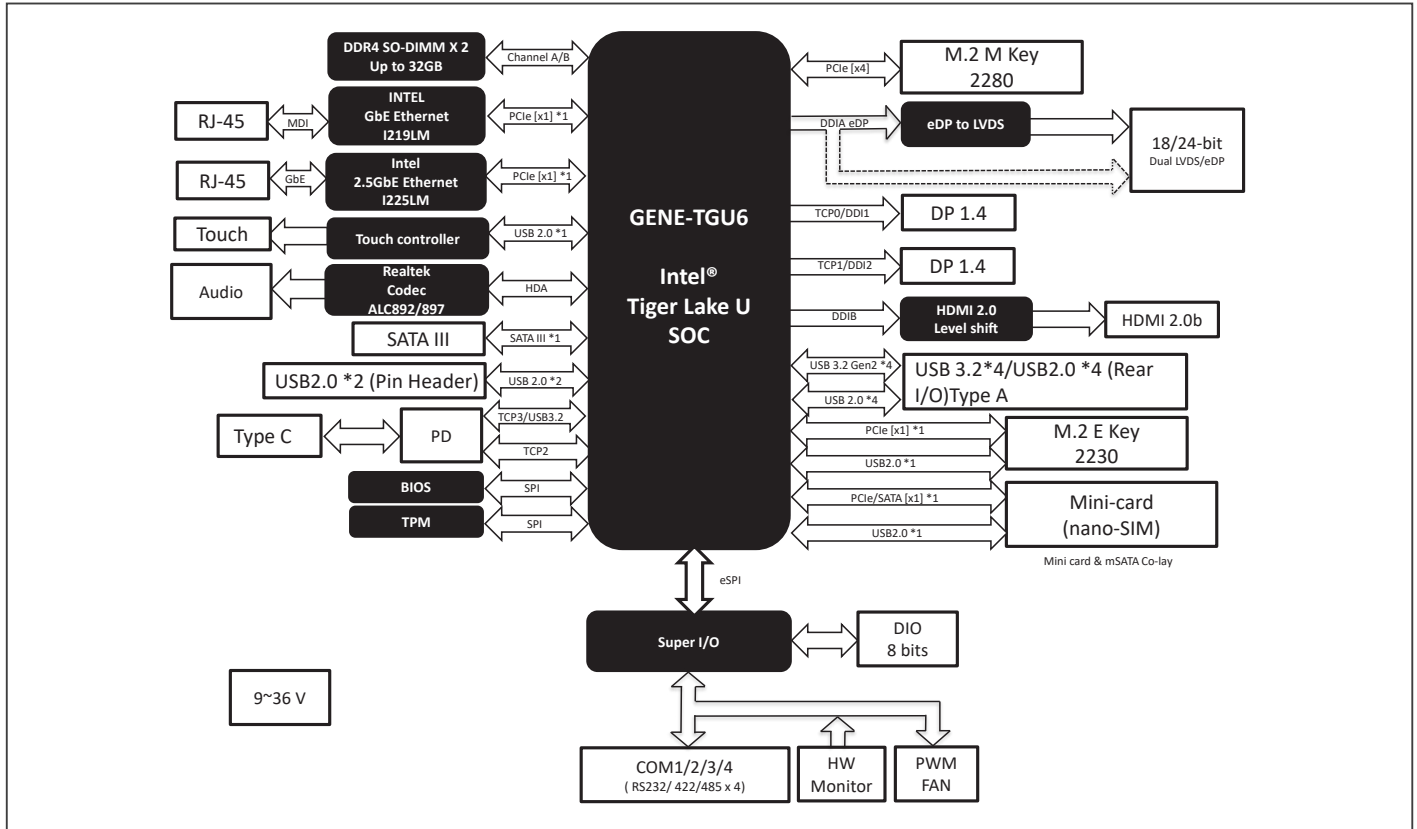 DDR4 SO-DIMM X 2
Up to 32GB
Channel A/B
RJ-45
MDI
INTEL
GbE Ethernet
I219LM
PCIe [x1] *1
RJ-45
GbE
Intel
2.5GbE Ethernet
I225LM
PCIe [x1] *1
Touch
Touch controller
USB 2.0 *1
Audio
Realtek
Codec
ALC892/897
HDA
SATA III
SATA III *1
USB2.0 *2 (Pin Header)
USB 2.0 *2
Type C
PD
TCP3/USB3.2
TCP2
BIOS
SPI
TPM
SPI
GENE-TGU6
Intel®
Tiger Lake U
SOC
PCIe [x4]
M.2 M Key
2280
DDIA eDP
eDP to LVDS
18/24-bit
Dual LVDS/eDP
TCP0/DDI1
DP 1.4
TCP1/DDI2
DP 1.4
DDIB
HDMI 2.0
Level shift
HDMI 2.0b
USB 3.2 Gen2 *4
USB 2.0 *4
USB 3.2*4/USB2.0 *4 (Rear
I/O)Type A
PCIe [x1] *1
USB2.0 *1
M.2 E Key
2230
PCIe/SATA [x1] *1
USB2.0 *1
Mini-card
(nano-SIM)
Mini card & mSATA Co-lay
eSPI
Super I/O
DIO
8 bits
9~36 V
COM1/2/3/4
( RS232/ 422/485 x 4)
HW
Monitor
PWM
FAN